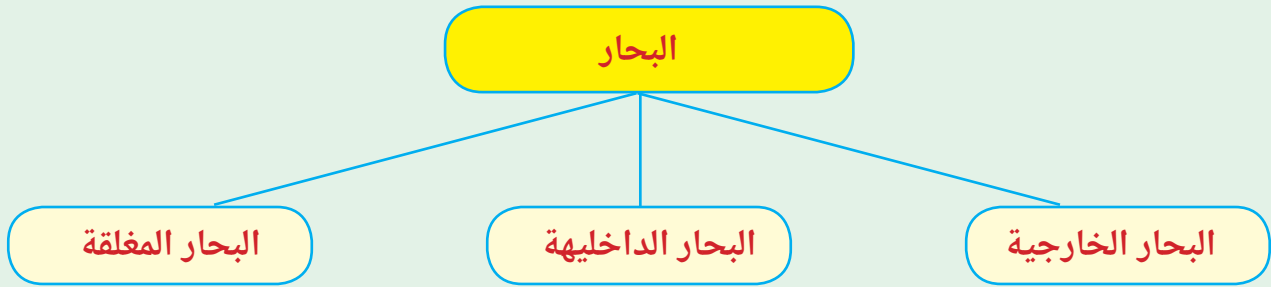 البحار
البحار الخارجية
البحار الداخليهة
البحار المغلقة